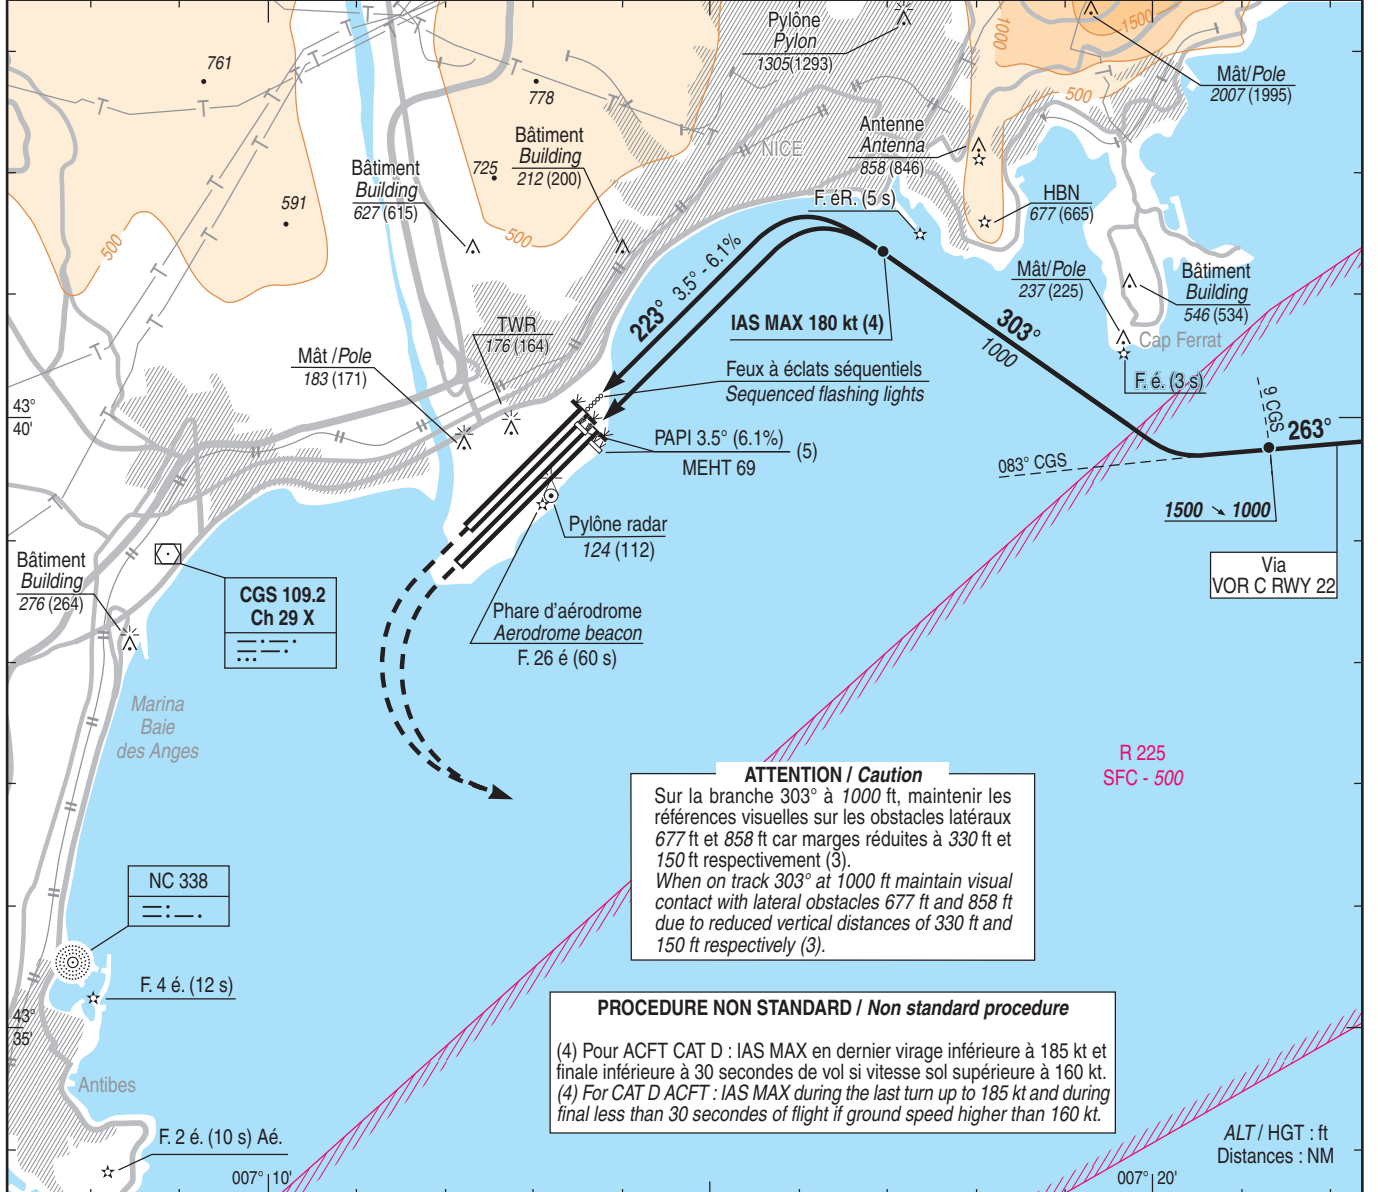 Pylône
Pylon
1305(1293)
1000
1500
761
778
Mât/Pole
2007 (1995)
500
Bâtiment
Building
212 (200)
NICE
Antenne
Antenna
858 (846)
Bâtiment
Building
627 (615)
725
591
F. éR. (5 s)
HBN
677 (665)
500
500
223° 3.5° - 6.1%
Mât/Pole
237 (225)
Bâtiment
Building
546 (534)
IAS MAX 180 kt (4)
303°
1000
Cap Ferrat
TWR
176 (164)
Mât /Pole
183 (171)
Feux à éclats séquentiels
Sequenced flashing lights
F. é. (3 s)
43°
40'
9 CGS
263°
PAPI 3.5° (6.1%)
MEHT 69
(5)
083° CGS
1500 ↘ 1000
Pylône radar
124 (112)
Via
VOR C RWY 22
Bâtiment
Building
276 (264)
CGS 109.2
Ch 29 X
Phare d'aérodrome
Aerodrome beacon
F. 26 é (60 s)
Marina
Baie
des Anges
R 225
SFC - 500
ATTENTION / Caution
Sur la branche 303° à 1000 ft, maintenir les
références visuelles sur les obstacles latéraux
677 ft et 858 ft car marges réduites à 330 ft et
150 ft respectivement (3).
When on track 303° at 1000 ft maintain visual
contact with lateral obstacles 677 ft and 858 ft
due to reduced vertical distances of 330 ft and
150 ft respectively (3).
NC 338
F. 4 é. (12 s)
43°
35'
PROCEDURE NON STANDARD / Non standard procedure
(4) Pour ACFT CAT D : IAS MAX en dernier virage inférieure à 185 kt et
finale inférieure à 30 secondes de vol si vitesse sol supérieure à 160 kt.
(4) For CAT D ACFT : IAS MAX during the last turn up to 185 kt and during
final less than 30 seconds of flight if ground speed higher than 160 kt.
Antibes
F. 2 é. (10 s) Aé.
ALT / HGT : ft
Distances : NM
007° 10'
007° 20'